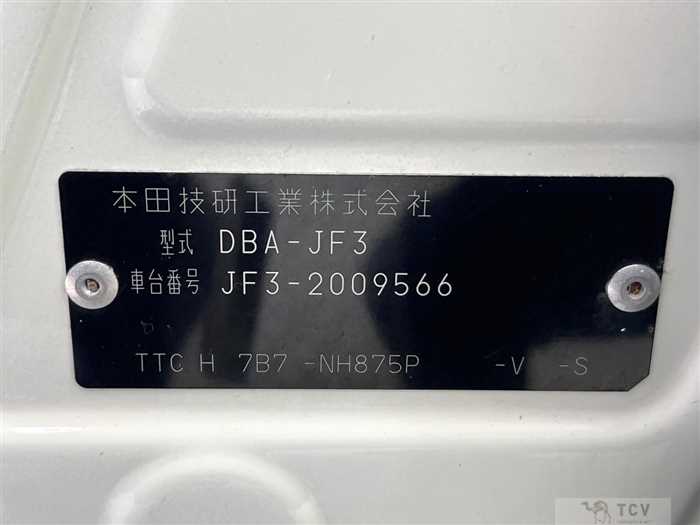 本田技研工業株式会社
型式 DBA-JF3
車台番号 JF3-2009566
TTC H 7B7 -NH875P -V -S
TCV